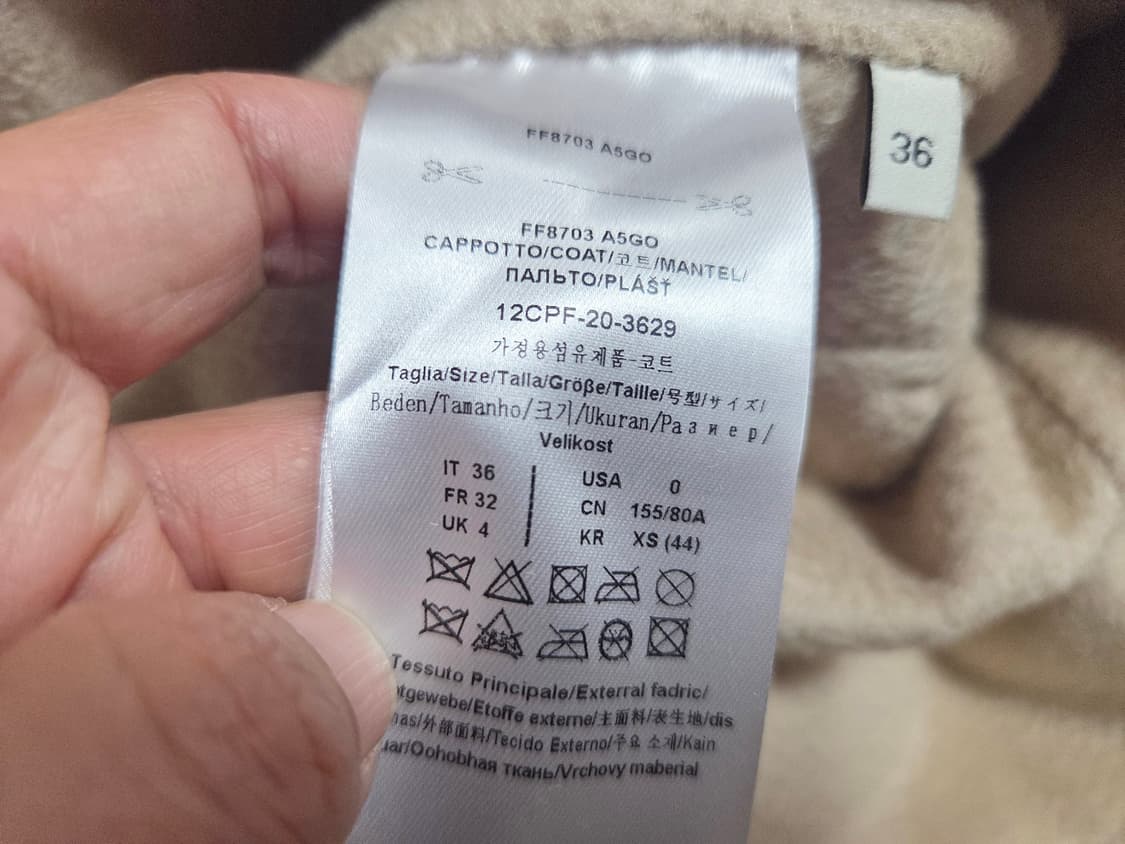 FF8703 A5GO
36
FF8703 A5GO
CAPPOTTO/COAT/코트/MANTEL/
ПАЛЬТО/PLÁŠŤ
12CPF-20-3629
가정용섬유제품-코트
Taglia/Size/Talla/Größe/Taille/号型/サイズ/
Beden/Tamanho/크기/Ukuran/Размер/
Velikost
IT 36
FR 32
UK 4
USA 0
CN 155/80A
KR XS (44)
Tessuto Principale/Exterral fadric/
tgewebe/Etoffe externe/主面料/表生地/dis
nas/外部面料/Tecido Externo/주요 소재/Kain
uar/Oohobhaя ткань/Vrchovy maberial